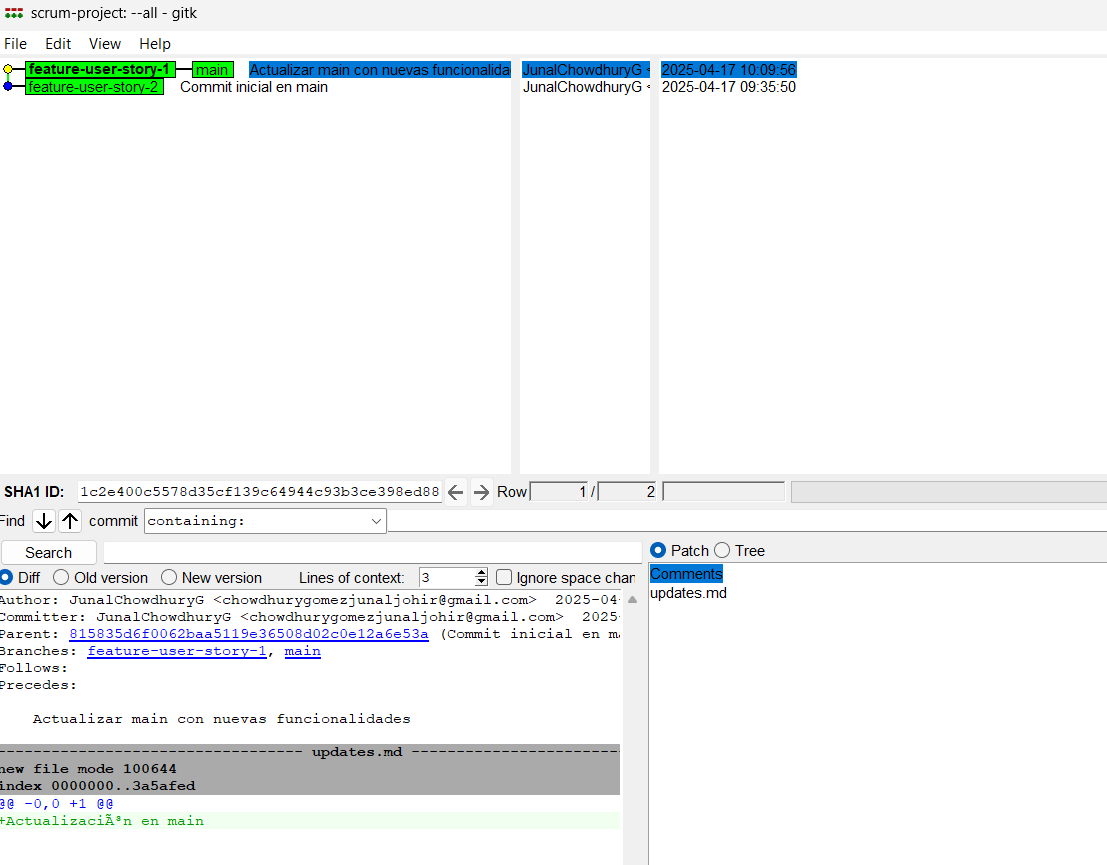 scrum-project: --all - gitk
File Edit View Help
feature-user-story-1 main Actualizar main con nuevas funcionalida JunalChowdhuryG < 2025-04-17 10:09:56
feature-user-story-2 Commit inicial en main JunalChowdhuryG < 2025-04-17 09:35:50
SHA1 ID: 1c2e400c5578d35cf139c64944c93b3ce398ed88 Row 1 / 2
Find commit containing:
Search
Patch Tree
Diff Old version New version Lines of context: 3 Ignore space chan
Comments
updates.md
Author: JunalChowdhuryG <chowdhurygomezjunaljohir@gmail.com> 2025-04-
Committer: JunalChowdhuryG <chowdhurygomezjunaljohir@gmail.com> 2025-
Parent: 815835d6f0062baa5119e36508d02c0e12a6e53a (Commit inicial en ma
Branches: feature-user-story-1, main
Follows:
Precedes:
Actualizar main con nuevas funcionalidades
--------------------------------- updates.md -----------------------
new file mode 100644
index 0000000..3a5afed
@@ -0,0 +1 @@
+ActualizaciÃªn en main